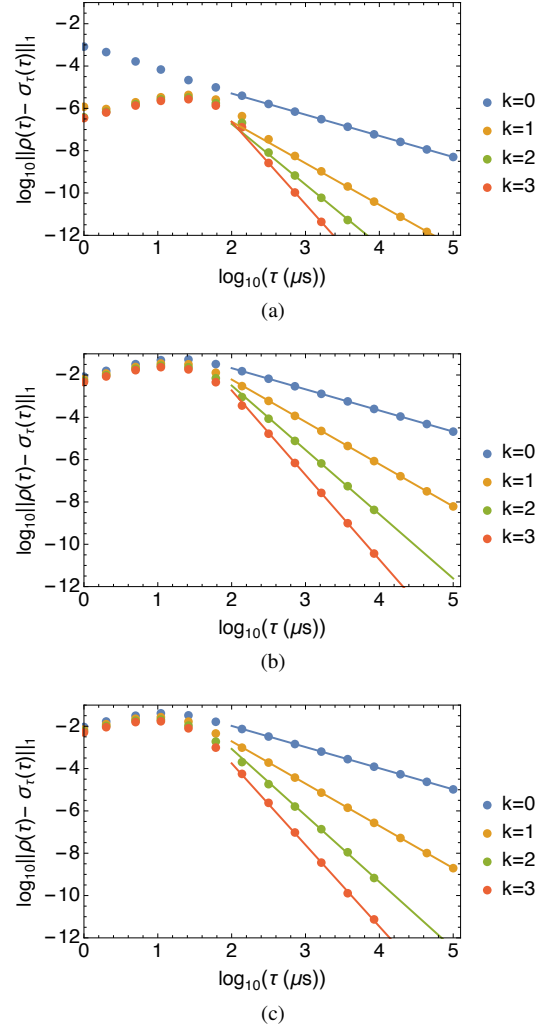 log₁₀||ρ(τ)- σ_τ(τ)||₁
-2
-4
-6
-8
-10
-12
0 1 2 3 4 5
log₁₀(τ (μs))
k=0
k=1
k=2
k=3
(a)
log₁₀||ρ(τ)- σ_τ(τ)||₁
-2
-4
-6
-8
-10
-12
0 1 2 3 4 5
log₁₀(τ (μs))
k=0
k=1
k=2
k=3
(b)
log₁₀||ρ(τ)- σ_τ(τ)||₁
-2
-4
-6
-8
-10
-12
0 1 2 3 4 5
log₁₀(τ (μs))
k=0
k=1
k=2
k=3
(c)